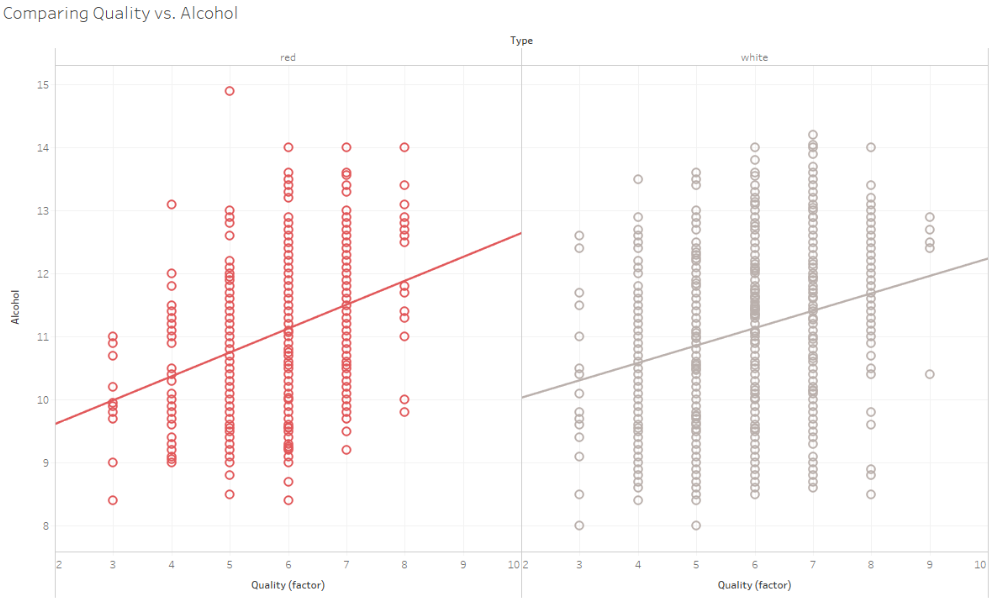 Comparing Quality vs. Alcohol
Type
red white
15
14
13
12
11
10
9
8
Alcohol
2 3 4 5 6 7 8 9 10 2 3 4 5 6 7 8 9 10
Quality (factor) Quality (factor)